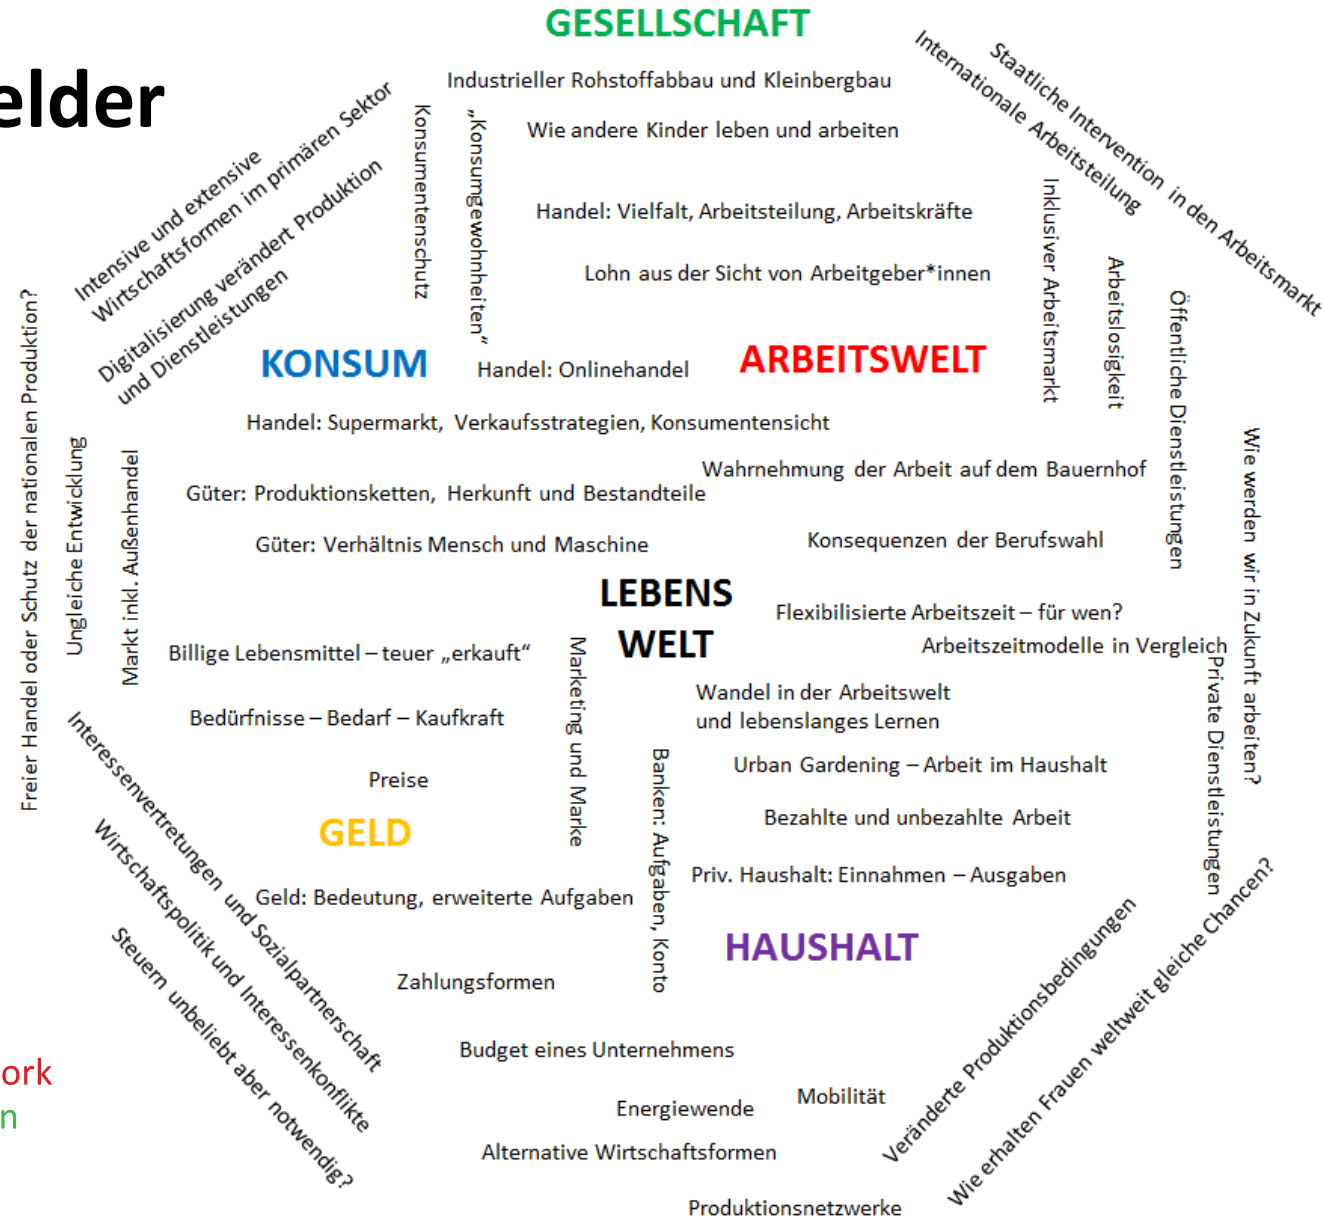 GESELLSCHAFT
elder
Industrieller Rohstoffabbau und Kleinbergbau
Wie andere Kinder leben und arbeiten
Handel: Vielfalt, Arbeitsteilung, Arbeitskräfte
Lohn aus der Sicht von Arbeitgeber*innen
Intensive und extensive
Wirtschaftsformen im primären Sektor
Digitalisierung verändert Produktion
und Dienstleistungen
Konsumentenschutz
„Konsumgewohnheiten“
Internationale Arbeitsteilung
Staatliche Intervention in den Arbeitsmarkt
Inklusiver Arbeitsmarkt
Arbeitslosigkeit
Öffentliche Dienstleistungen
Wie werden wir in Zukunft arbeiten?
KONSUM
Handel: Onlinehandel
ARBEITSWELT
Handel: Supermarkt, Verkaufsstrategien, Konsumentensicht
Wahrnehmung der Arbeit auf dem Bauernhof
Güter: Produktionsketten, Herkunft und Bestandteile
Güter: Verhältnis Mensch und Maschine
Konsequenzen der Berufswahl
Freier Handel oder Schutz der nationalen Produktion?
Ungleiche Entwicklung
Markt inkl. Außenhandel
LEBENS
WELT
Flexibilisierte Arbeitszeit – für wen?
Arbeitszeitmodelle in Vergleich
Billige Lebensmittel – teuer „erkauft“
Marketing und Marke
Wandel in der Arbeitswelt
und lebenslanges Lernen
Private Dienstleistungen
Bedürfnisse – Bedarf – Kaufkraft
Banken: Aufgaben, Konto
Urban Gardening – Arbeit im Haushalt
Preise
Bezahlte und unbezahlte Arbeit
GELD
Priv. Haushalt: Einnahmen – Ausgaben
Geld: Bedeutung, erweiterte Aufgaben
HAUSHALT
Interessenvertretungen und Sozialpartnerschaft
Wirtschaftspolitik und Interessenkonflikte
Steuern unbeliebt aber notwendig?
Zahlungsformen
Budget eines Unternehmens
Energiewende
Mobilität
Alternative Wirtschaftsformen
Produktionsnetzwerke
Veränderte Produktionsbedingungen
Wie erhalten Frauen weltweit gleiche Chancen?
ork
n